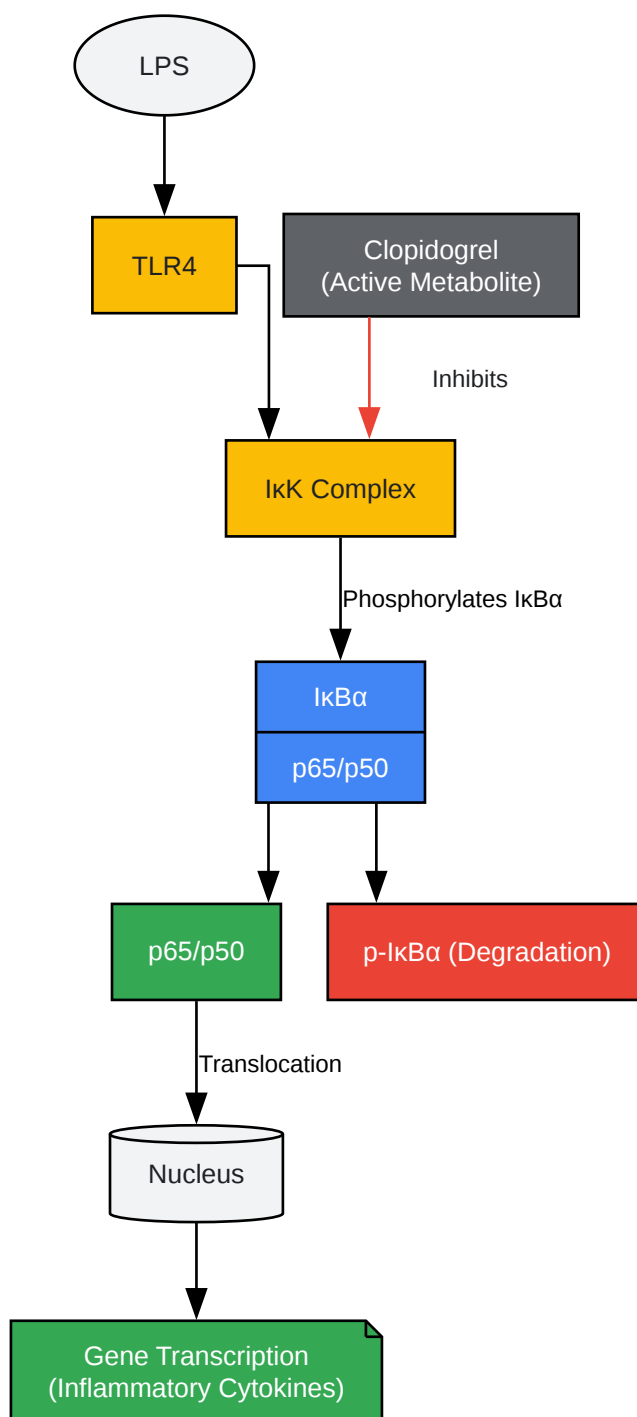 LPS
TLR4
Clopidogrel
(Active Metabolite)
Inhibits
IκK Complex
Phosphorylates IκBα
IκBα
p65/p50
p65/p50
p-IκBα (Degradation)
Translocation
Nucleus
Gene Transcription
(Inflammatory Cytokines)